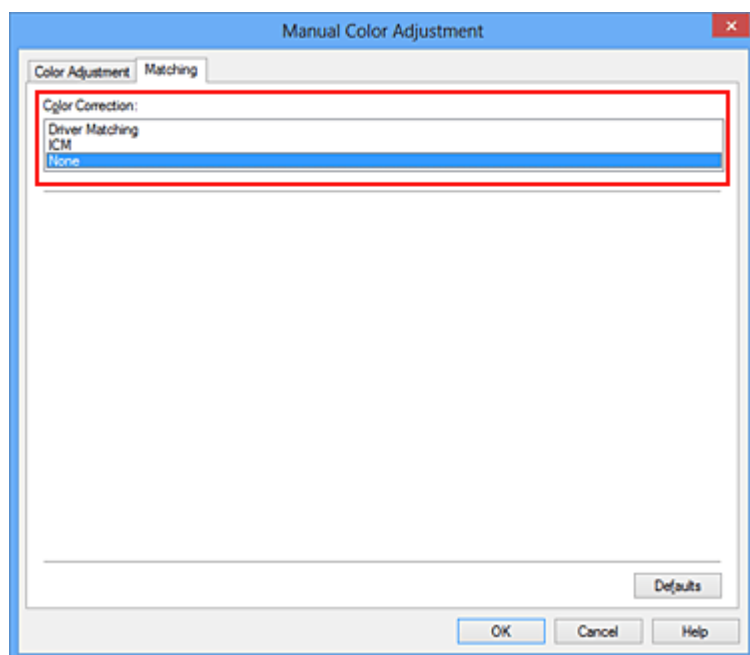 Manual Color Adjustment
Color Adjustment Matching
Color Correction:
Driver Matching
ICM
None
Defaults
OK Cancel Help